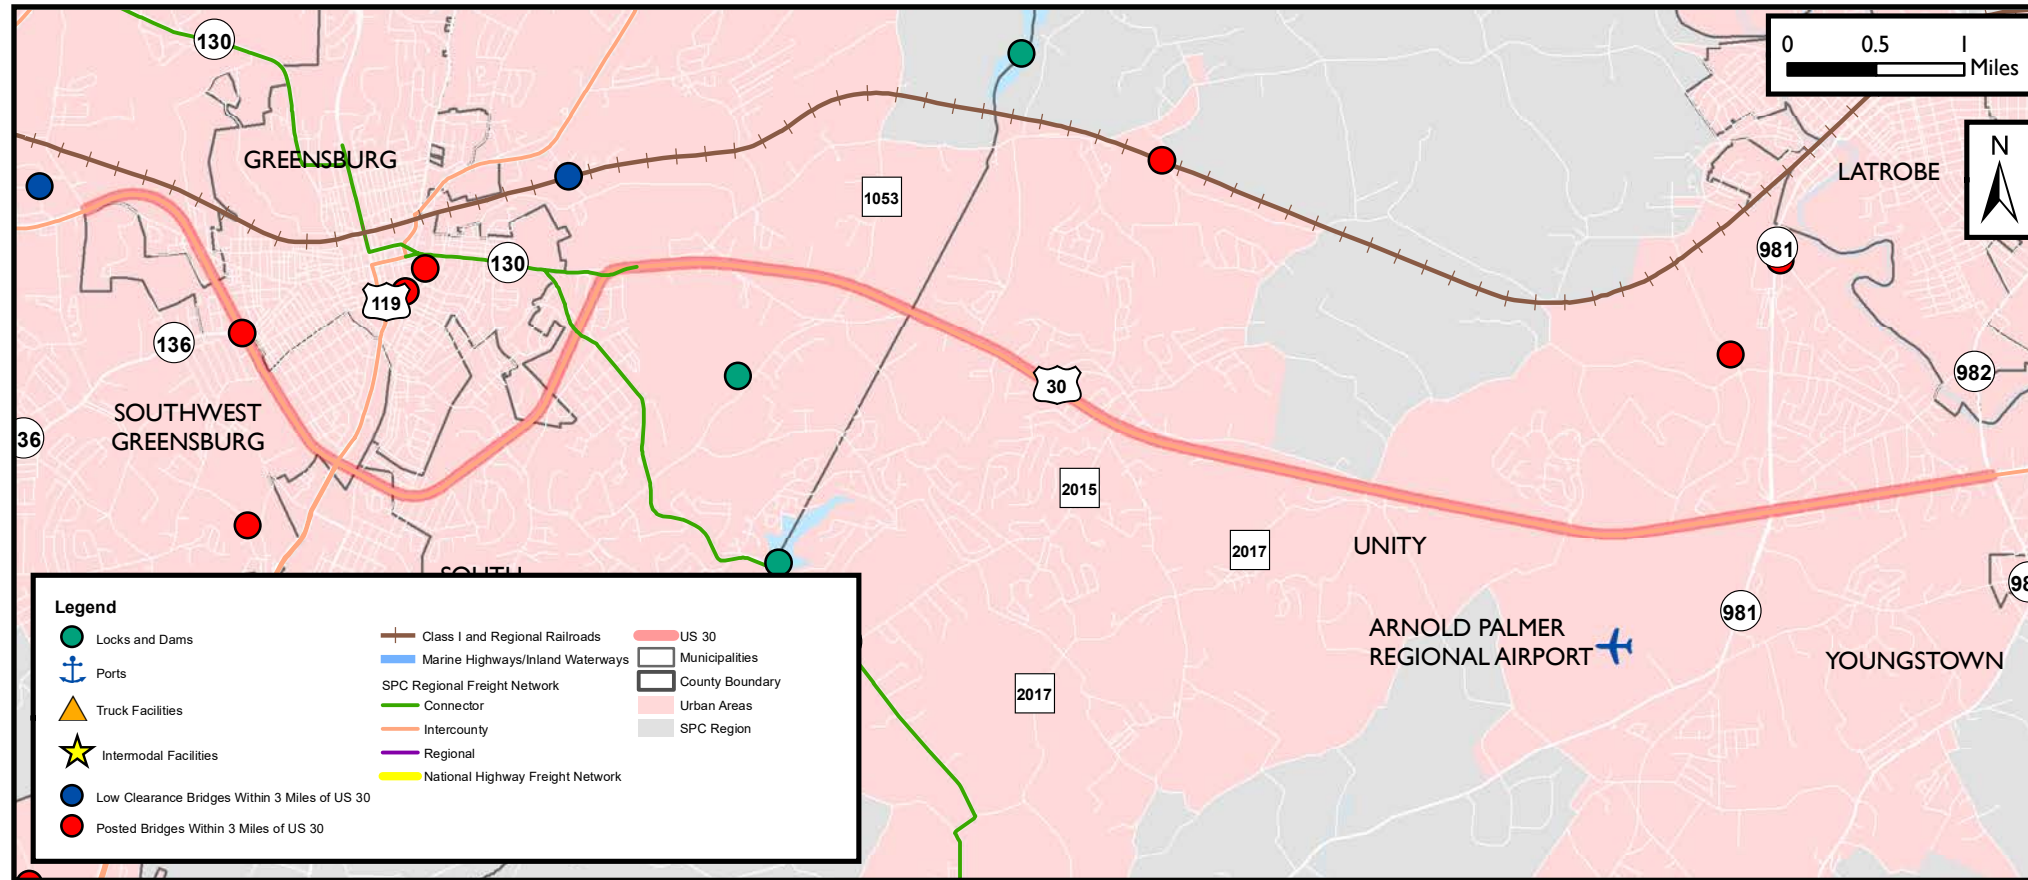 130
0 0.5 1
Miles
N
GREENSBURG
LATROBE
1053
130
981
119
136
30
982
SOUTHWEST
GREENSBURG
36
2015
2017
UNITY
SOUTH
98
981
ARNOLD PALMER
REGIONAL AIRPORT
YOUNGSTOWN
2017
Legend
Locks and Dams
Ports
Truck Facilities
Intermodal Facilities
Low Clearance Bridges Within 3 Miles of US 30
Posted Bridges Within 3 Miles of US 30
Class I and Regional Railroads
Marine Highways/Inland Waterways
SPC Regional Freight Network
Connector
Intercounty
Regional
National Highway Freight Network
US 30
Municipalities
County Boundary
Urban Areas
SPC Region